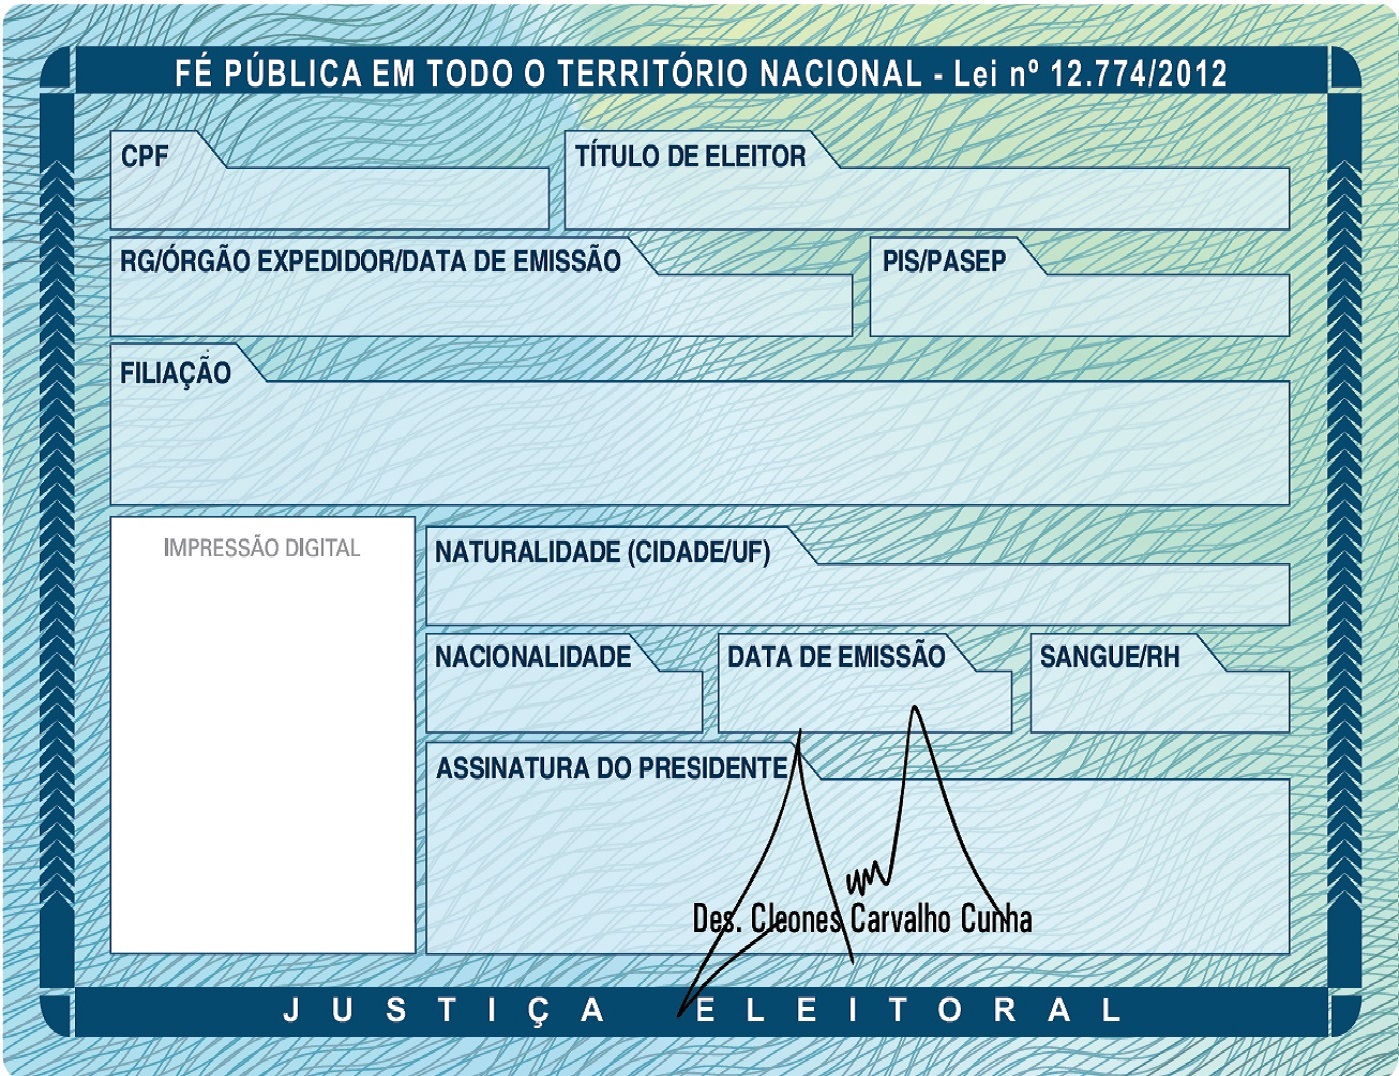 FÉ PÚBLICA EM TODO O TERRITÓRIO NACIONAL - Lei nº 12.774/2012
CPF
TÍTULO DE ELEITOR
RG/ÓRGÃO EXPEDIDOR/DATA DE EMISSÃO
PIS/PASEP
FILIAÇÃO
IMPRESSÃO DIGITAL
NATURALIDADE (CIDADE/UF)
NACIONALIDADE
DATA DE EMISSÃO
SANGUE/RH
ASSINATURA DO PRESIDENTE
Des. Cleones Carvalho Cunha
JUSTIÇA ELEITORAL